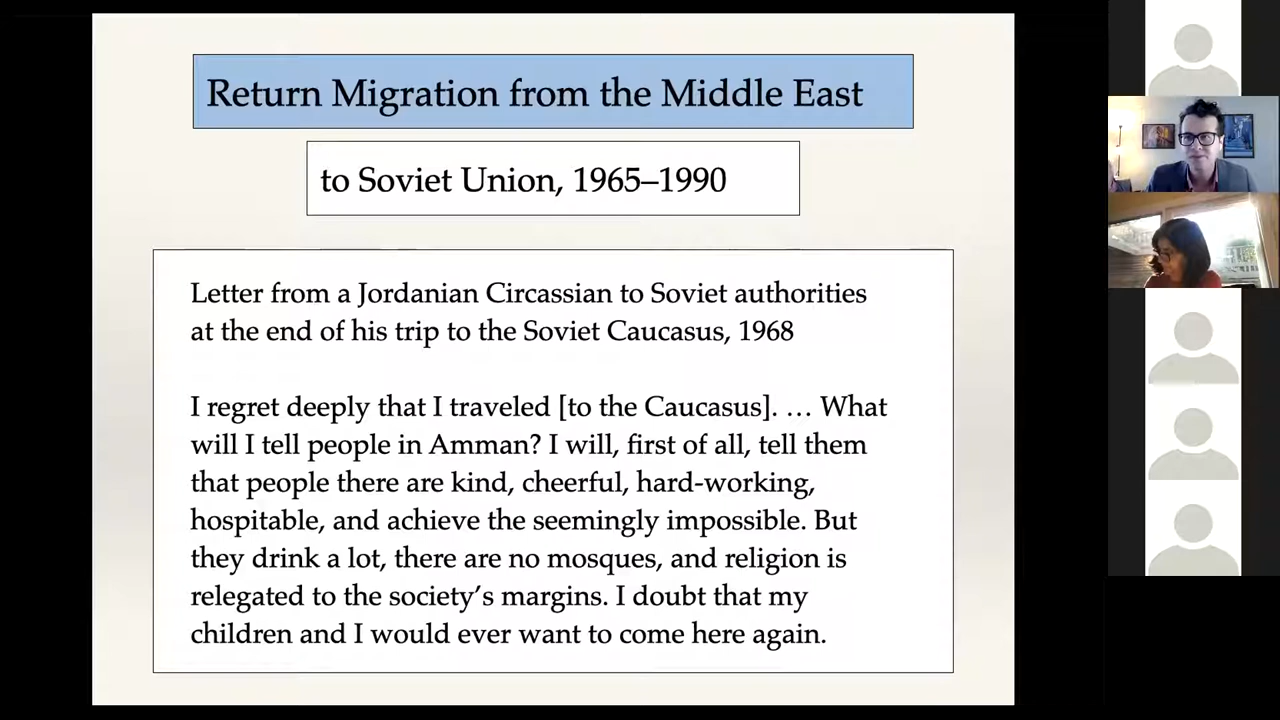 Return Migration from the Middle East
to Soviet Union, 1965–1990
Letter from a Jordanian Circassian to Soviet authorities
at the end of his trip to the Soviet Caucasus, 1968
I regret deeply that I traveled [to the Caucasus]. … What
will I tell people in Amman? I will, first of all, tell them
that people there are kind, cheerful, hard-working,
hospitable, and achieve the seemingly impossible. But
they drink a lot, there are no mosques, and religion is
relegated to the society’s margins. I doubt that my
children and I would ever want to come here again.